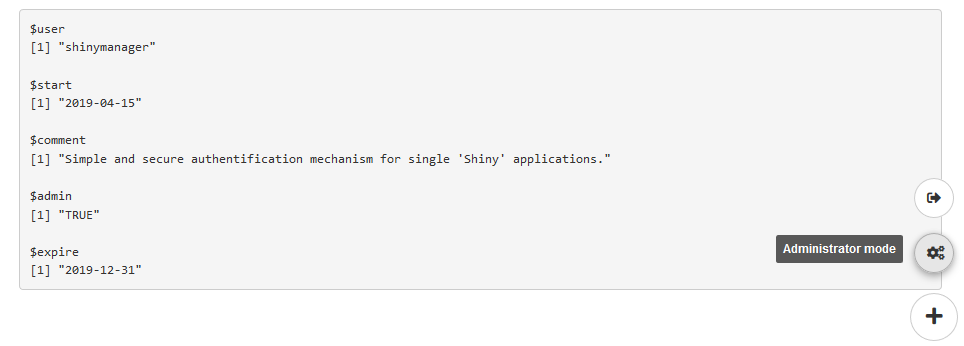 $user
[1] "shinymanager"
$start
[1] "2019-04-15"
$comment
[1] "Simple and secure authentification mechanism for single 'Shiny' applications."
$admin
[1] "TRUE"
$expire
[1] "2019-12-31"
Administrator mode